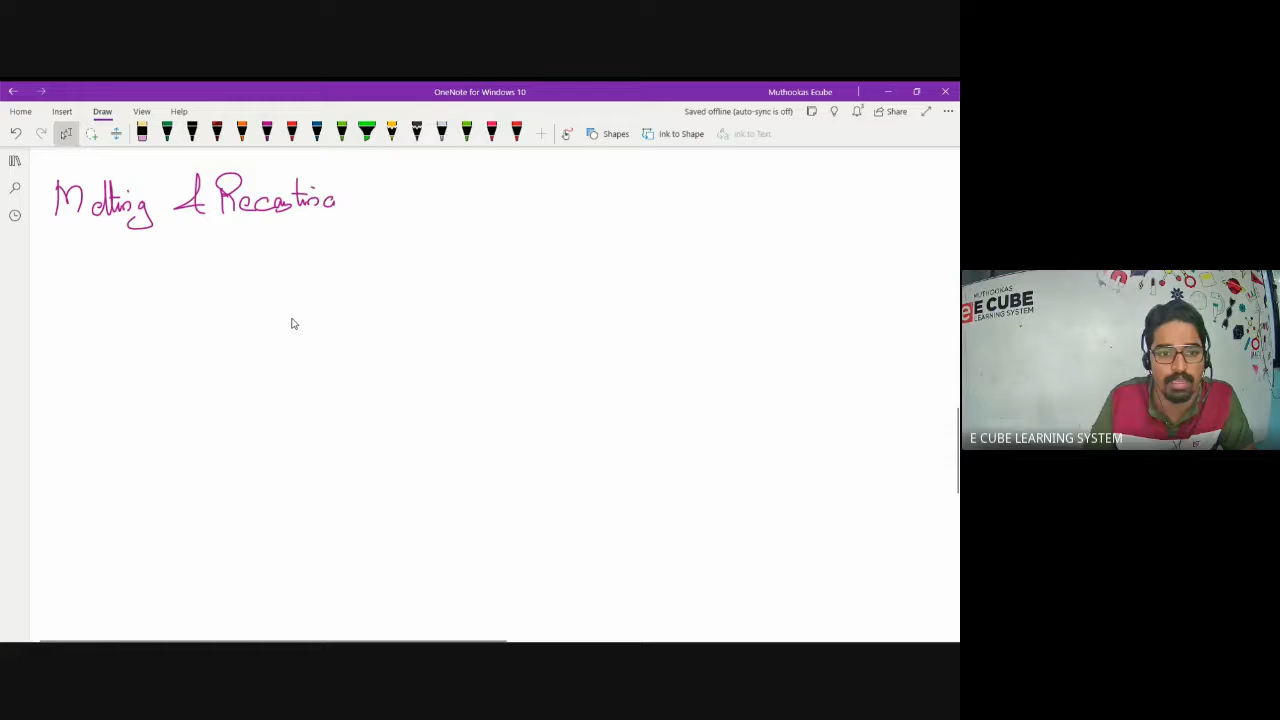 OneNote for Windows 10
Muthookas Ecube
Home Insert Draw View Help
Saved offline (auto-sync is off)
Share
Shapes
Ink to Shape
Ink to Text
Melting & Recasting
MUTHOOKAS
e E CUBE
LEARNING SYSTEM
E CUBE LEARNING SYSTEM